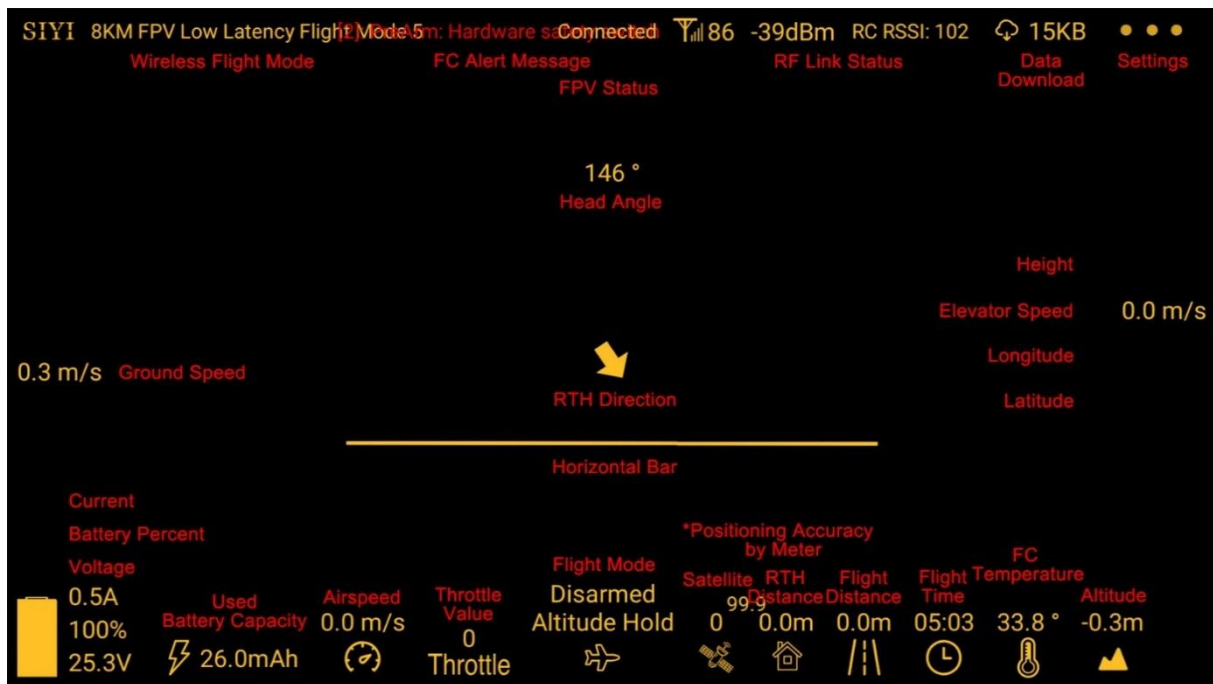 SIYI 8KM FPV Low Latency Flight Mode 5 [2] PreArm: Hardware safety switch Connected 86 -39dBm RC RSSI: 102 15KB
Wireless Flight Mode FC Alert Message RF Link Status Data Download Settings
FPV Status
146 °
Head Angle
Height
Elevator Speed 0.0 m/s
Longitude
0.3 m/s Ground Speed
RTH Direction
Latitude
Horizontal Bar
Current
Battery Percent
Voltage
*Positioning Accuracy
by Meter
0.5A
100%
25.3V
Used
Battery Capacity
26.0mAh
Airspeed
0.0 m/s
Throttle
Value
0
Throttle
Flight Mode
Disarmed
Altitude Hold
Satellite
99.9
0
RTH
Distance
0.0m
Flight
Distance
0.0m
Flight
Time
05:03
FC
Temperature
33.8 °
Altitude
-0.3m